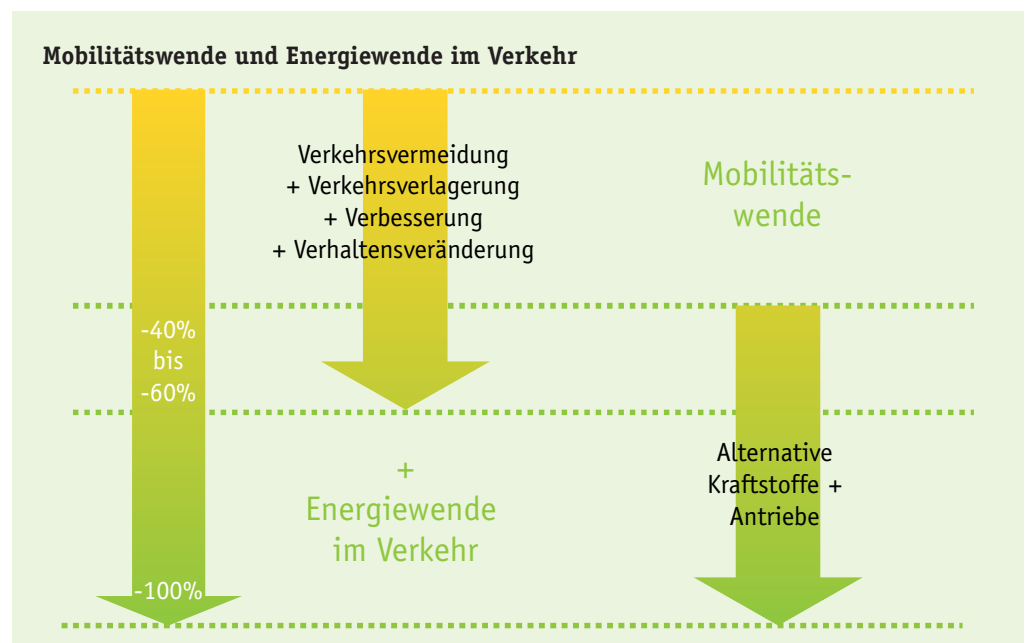 Mobilitätswende und Energiewende im Verkehr
Verkehrsvermeidung
+ Verkehrsverlagerung
+ Verbesserung
+ Verhaltensveränderung
Mobilitäts-
wende
-40%
bis
-60%
+
Energiewende
im Verkehr
Alternative
Kraftstoffe +
Antriebe
-100%